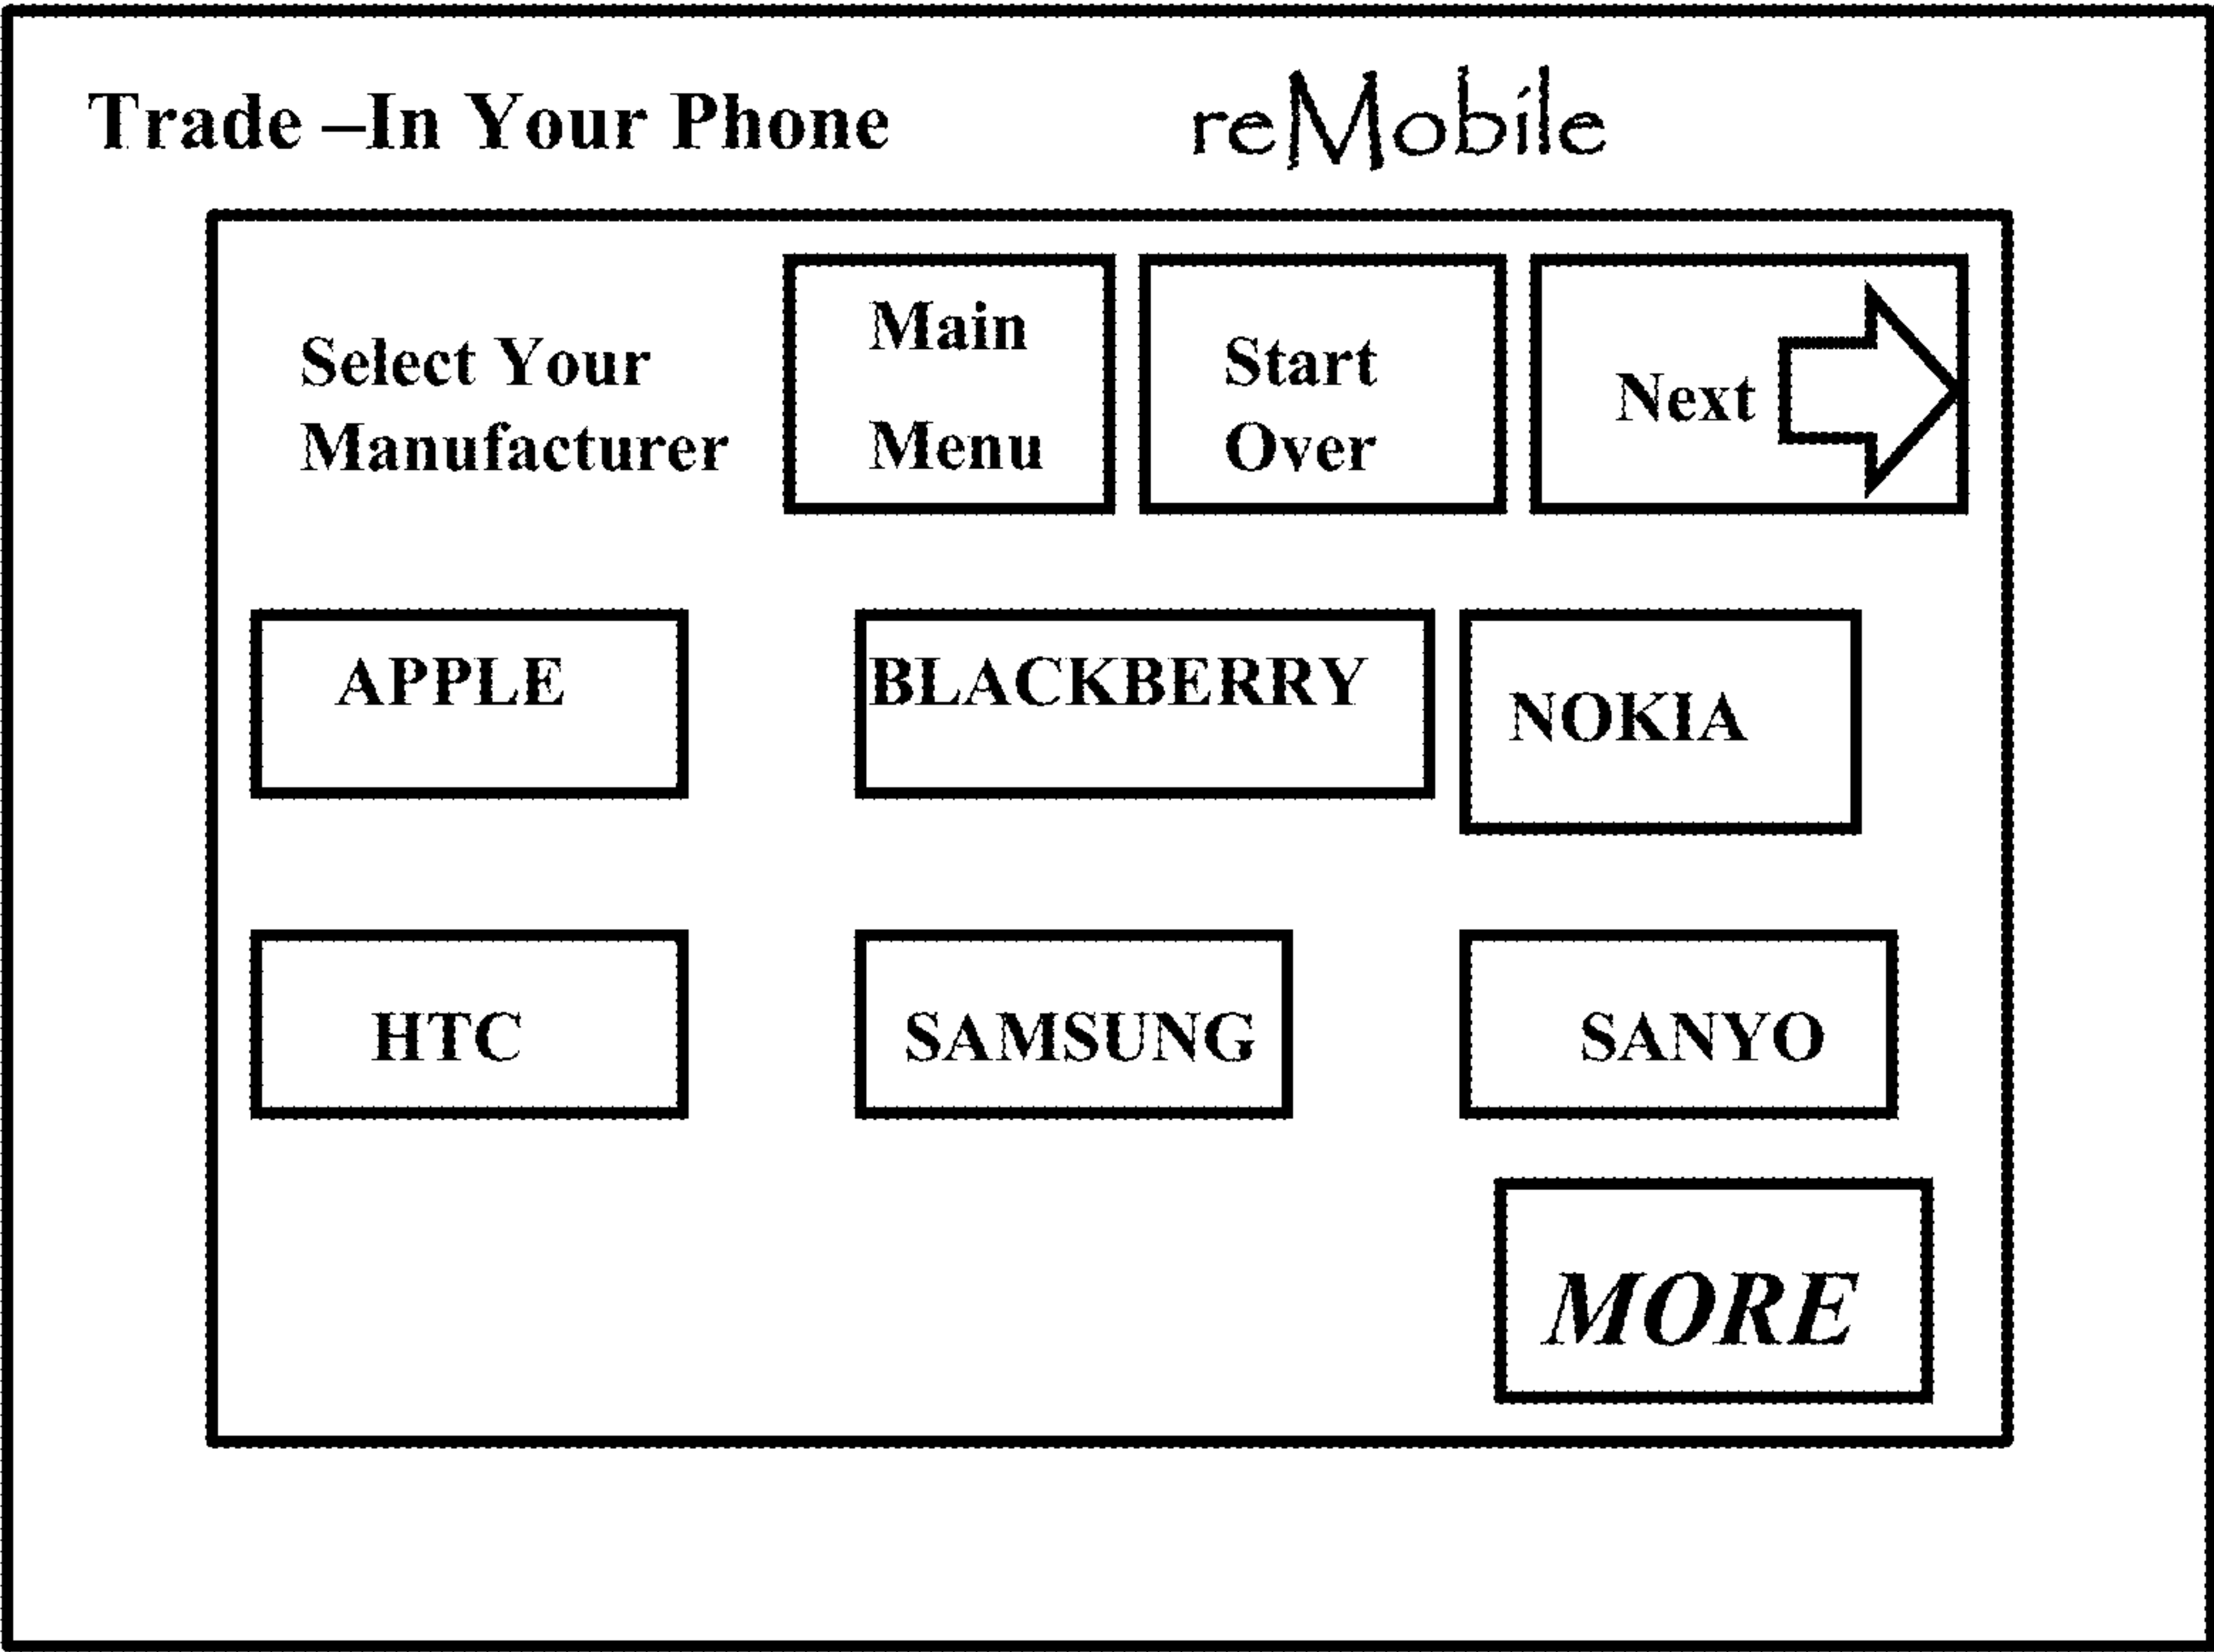 Trade –In Your Phone
reMobile
Select Your
Manufacturer
Main
Menu
Start
Over
Next
APPLE
BLACKBERRY
NOKIA
HTC
SAMSUNG
SANYO
MORE